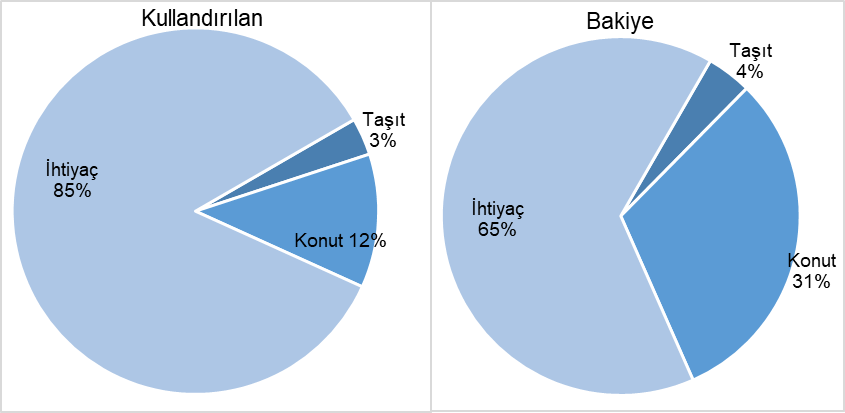 Kullandırılan
Taşıt
3%
İhtiyaç
85%
Konut 12%
Bakiye
Taşıt
4%
İhtiyaç
65%
Konut
31%